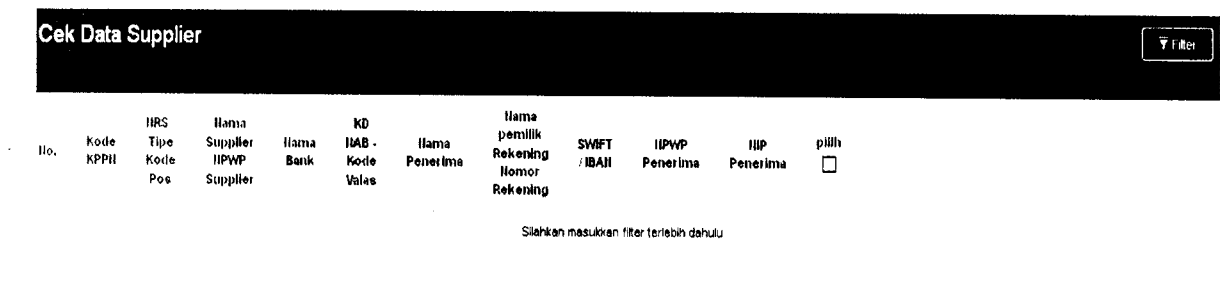 Cek Data Supplier
Filter
No.
Kode
KPPN
NRS
Tipe
Kode
Pos
Nama
Supplier
NPWP
Supplier
Nama
Bank
KD
NAB -
Kode
Valas
Nama
Penerima
Nama
pemilik
Rekening
Nomor
Rekening
SWIFT
/ IBAN
NPWP
Penerima
NIP
Penerima
pilih
Silahkan masukkan filter terlebih dahulu